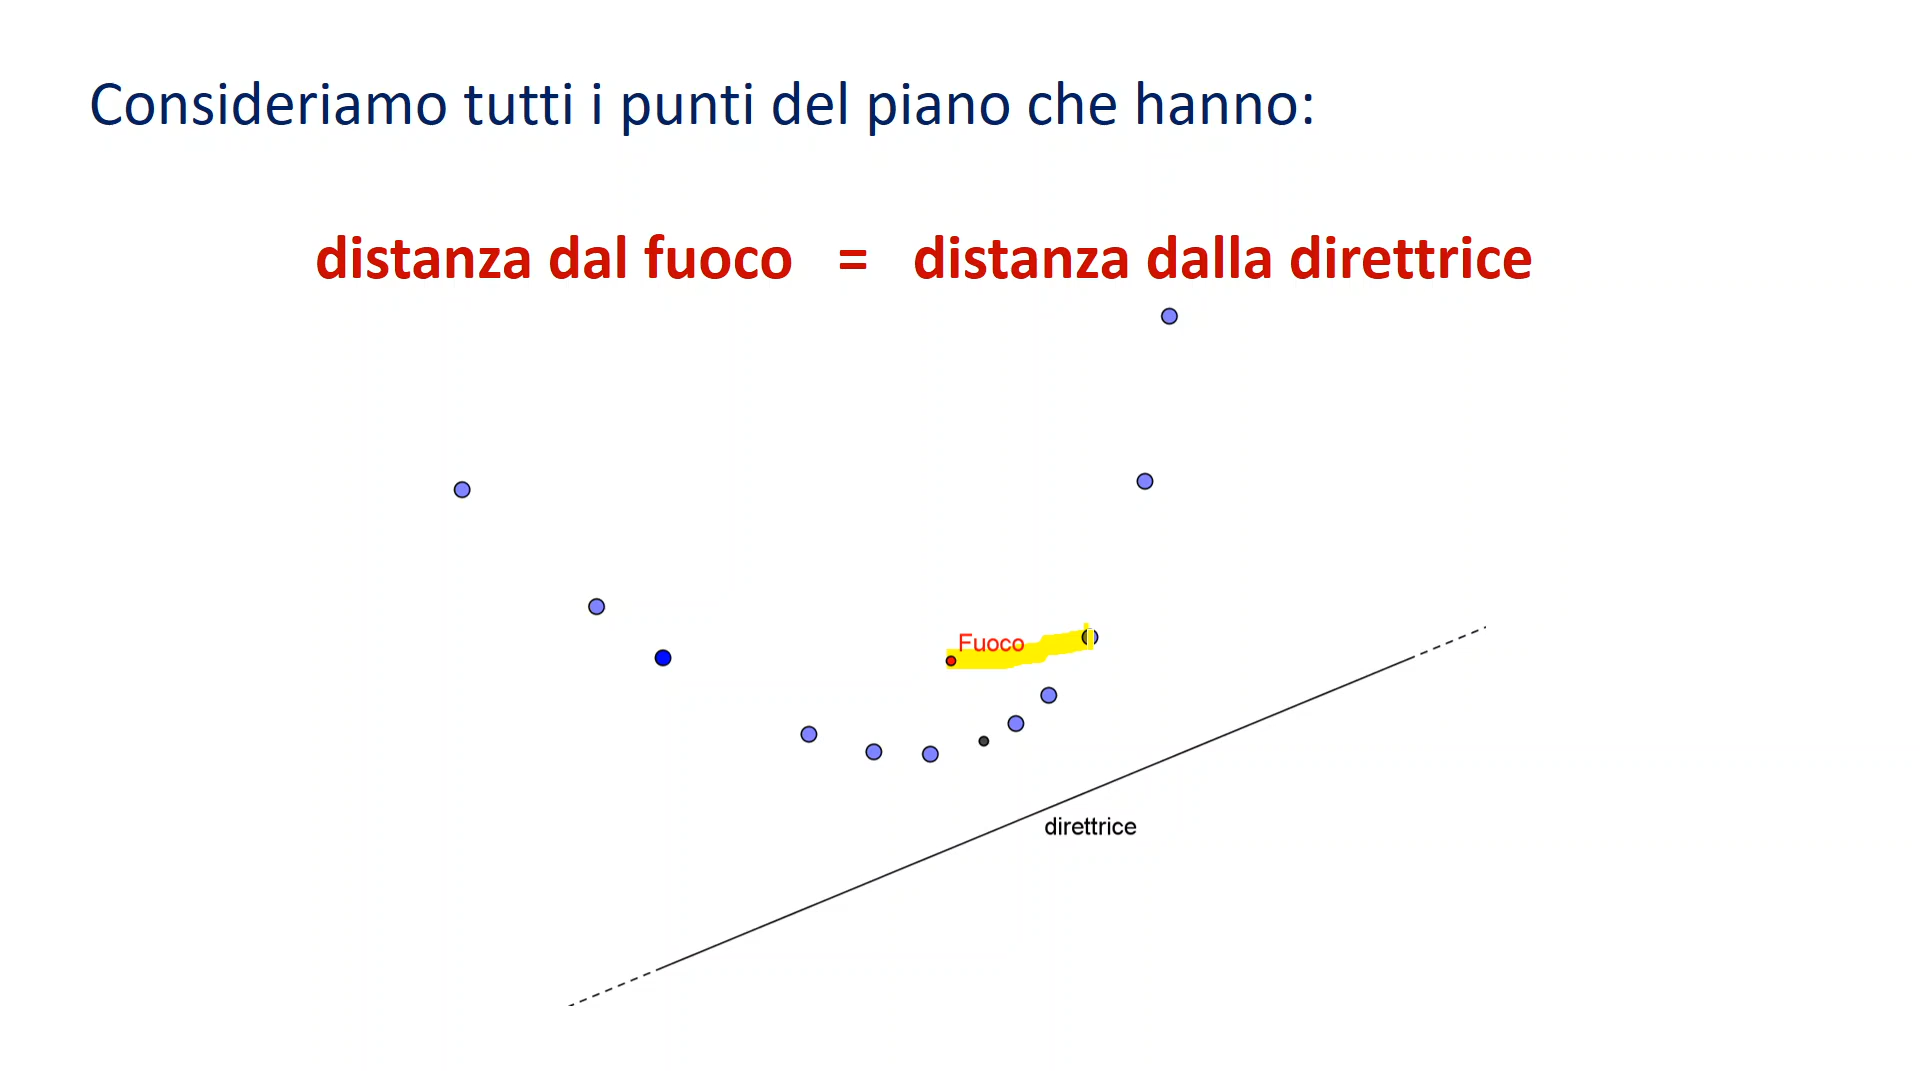 Consideriamo tutti i punti del piano che hanno:
distanza dal fuoco = distanza dalla direttrice
Fuoco
direttrice